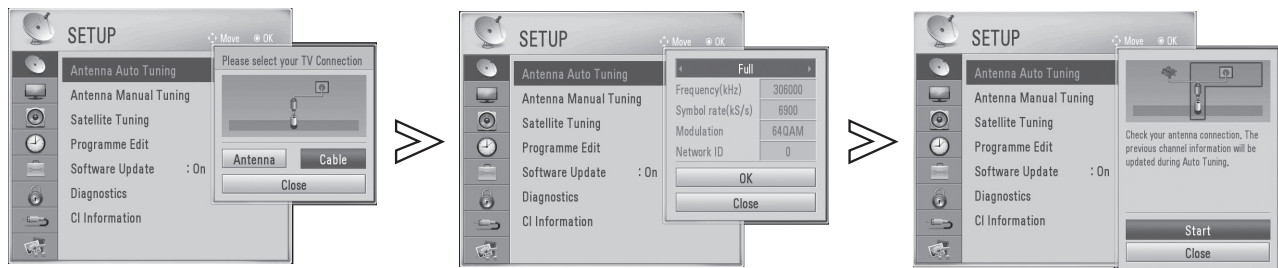 SETUP
Move OK
Antenna Auto Tuning
Antenna Manual Tuning
Satellite Tuning
Programme Edit
Software Update : On
Diagnostics
CI Information
Please select your TV Connection
Antenna Cable
Close
SETUP
Move OK
Antenna Auto Tuning
Antenna Manual Tuning
Satellite Tuning
Programme Edit
Software Update : On
Diagnostics
CI Information
Full
Frequency(kHz) 306000
Symbol rate(kS/s) 6900
Modulation 64QAM
Network ID 0
OK
Close
SETUP
Move OK
Antenna Auto Tuning
Antenna Manual Tuning
Satellite Tuning
Programme Edit
Software Update : On
Diagnostics
CI Information
Check your antenna connection. The
previous channel information will be
updated during Auto Tuning.
Start
Close